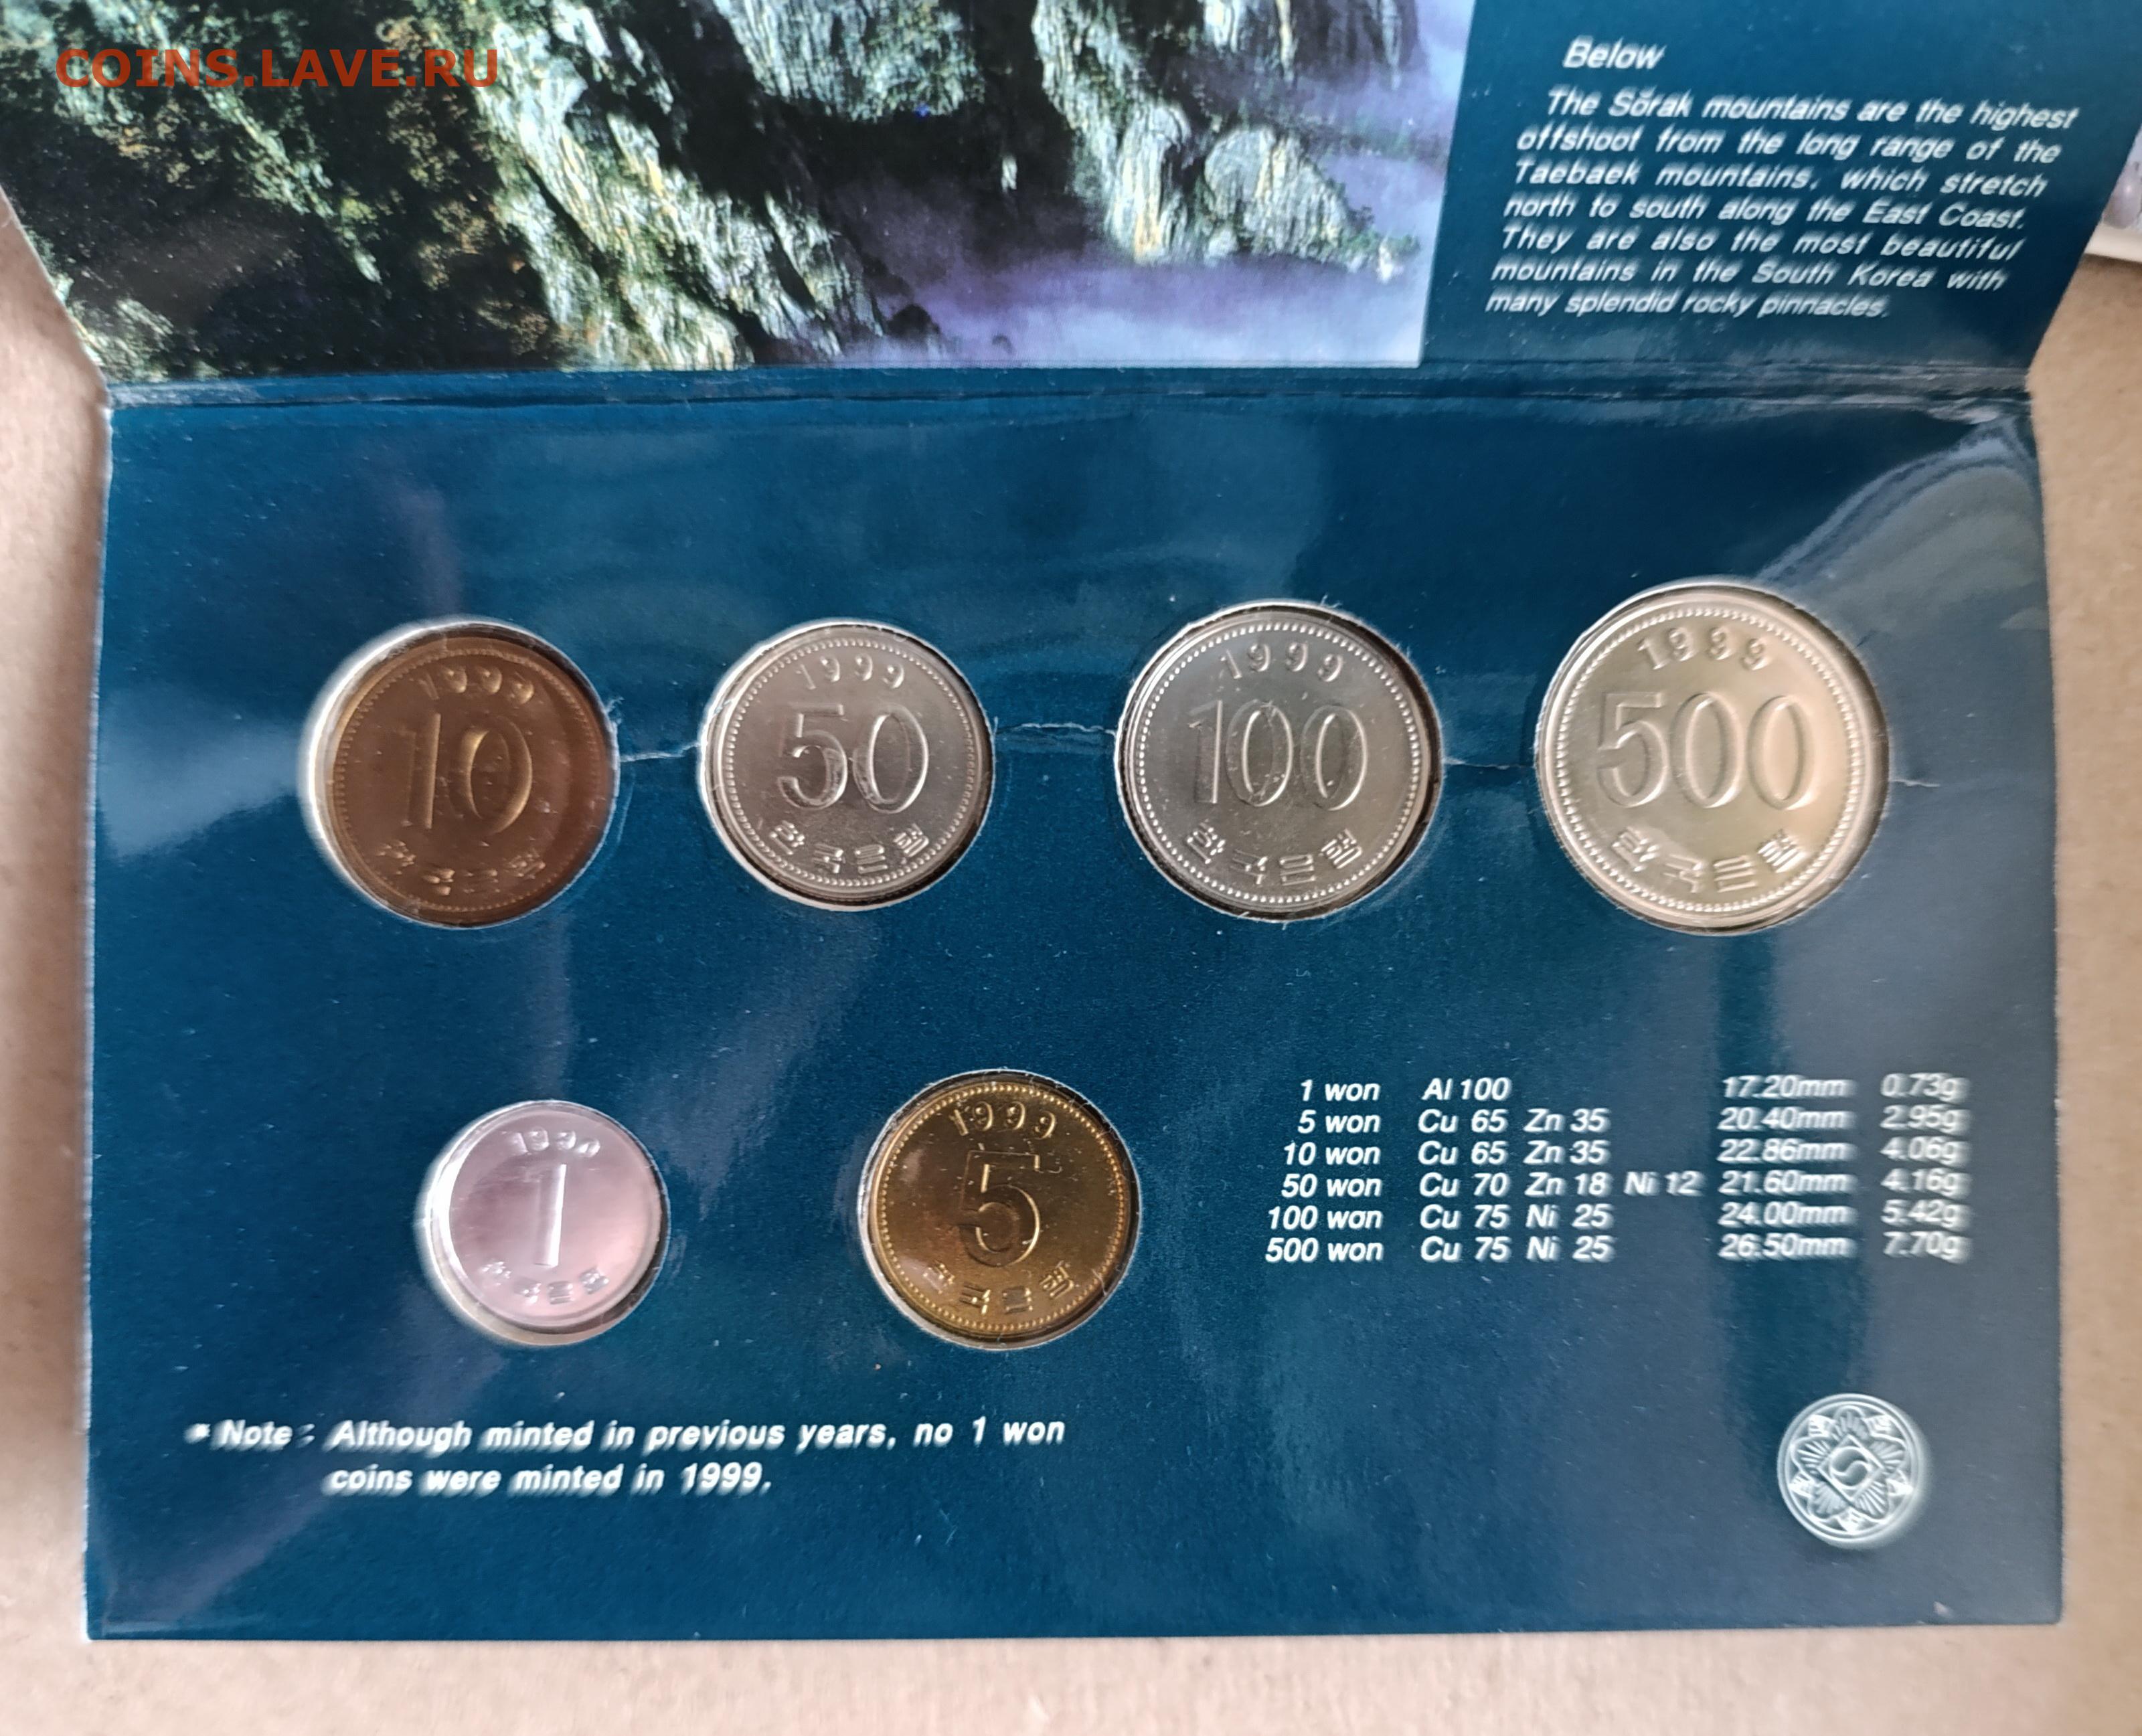 COINS.LAVE.RU
Below
The Sŏrak mountains are the highest
offshoot from the long range of the
Taebaek mountains, which stretch
north to south along the East Coast.
They are also the most beautiful
mountains in the South Korea with
many splendid rocky pinnacles.
1999
10
한국은행
1999
50
한국은행
1999
100
한국은행
1999
500
한국은행
1
한국은행
1999
5
한국은행
1 won Al 100 17.20mm 0.73g
5 won Cu 65 Zn 35 20.40mm 2.95g
10 won Cu 65 Zn 35 22.86mm 4.06g
50 won Cu 70 Zn 18 Ni 12 21.60mm 4.16g
100 won Cu 75 Ni 25 24.00mm 5.42g
500 won Cu 75 Ni 25 26.50mm 7.70g
* Note : Although minted in previous years, no 1 won
coins were minted in 1999.